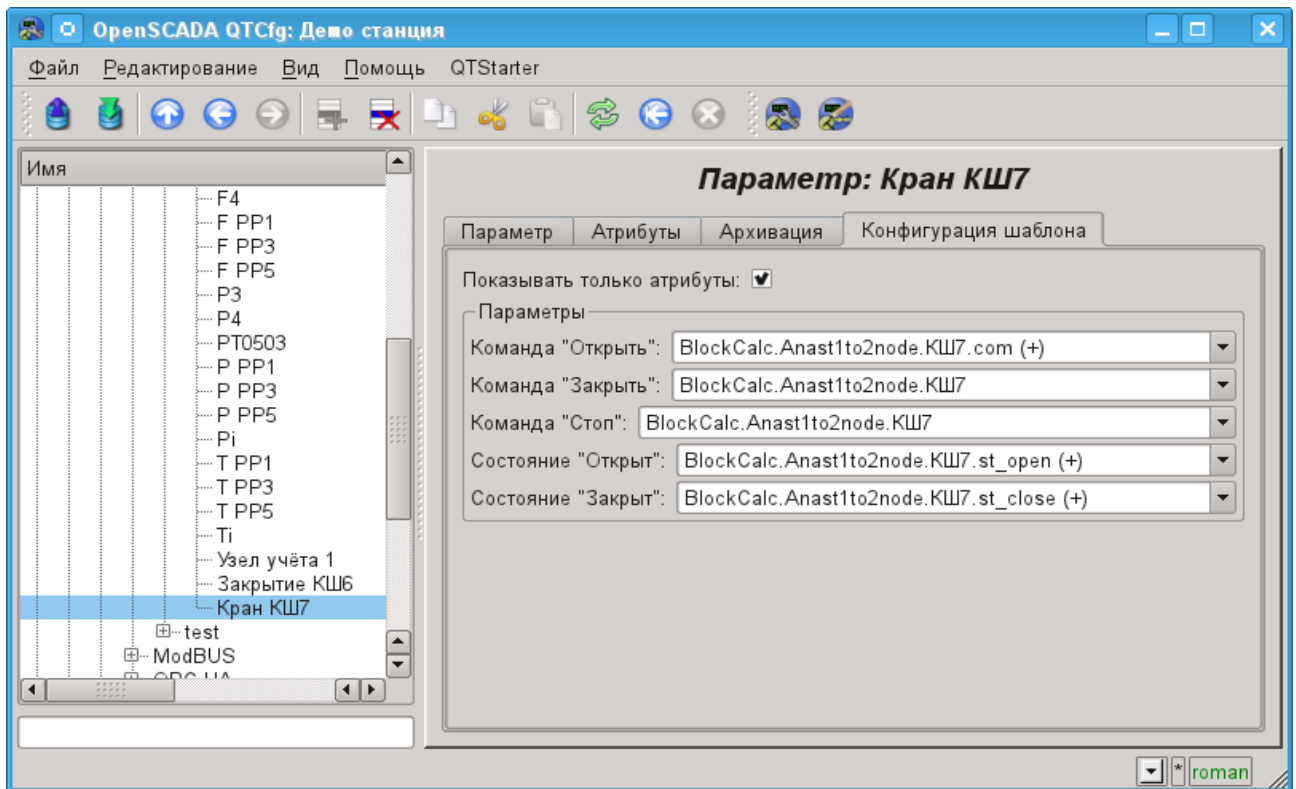 OpenSCADA QTCfg: Демо станция
Файл Редактирование Вид Помощь QTStarter
Имя
F4
F PP1
F PP3
F PP5
P3
P4
PT0503
P PP1
P PP3
P PP5
Pi
T PP1
T PP3
T PP5
Ti
Узел учёта 1
Закрытие КШ6
Кран КШ7
test
ModBUS
Параметр: Кран КШ7
Параметр Атрибуты Архивация Конфигурация шаблона
Показывать только атрибуты:
Параметры
Команда "Открыть": BlockCalc.Anast1to2node.КШ7.com (+)
Команда "Закрыть": BlockCalc.Anast1to2node.КШ7
Команда "Стоп": BlockCalc.Anast1to2node.КШ7
Состояние "Открыт": BlockCalc.Anast1to2node.КШ7.st_open (+)
Состояние "Закрыт": BlockCalc.Anast1to2node.КШ7.st_close (+)
* roman